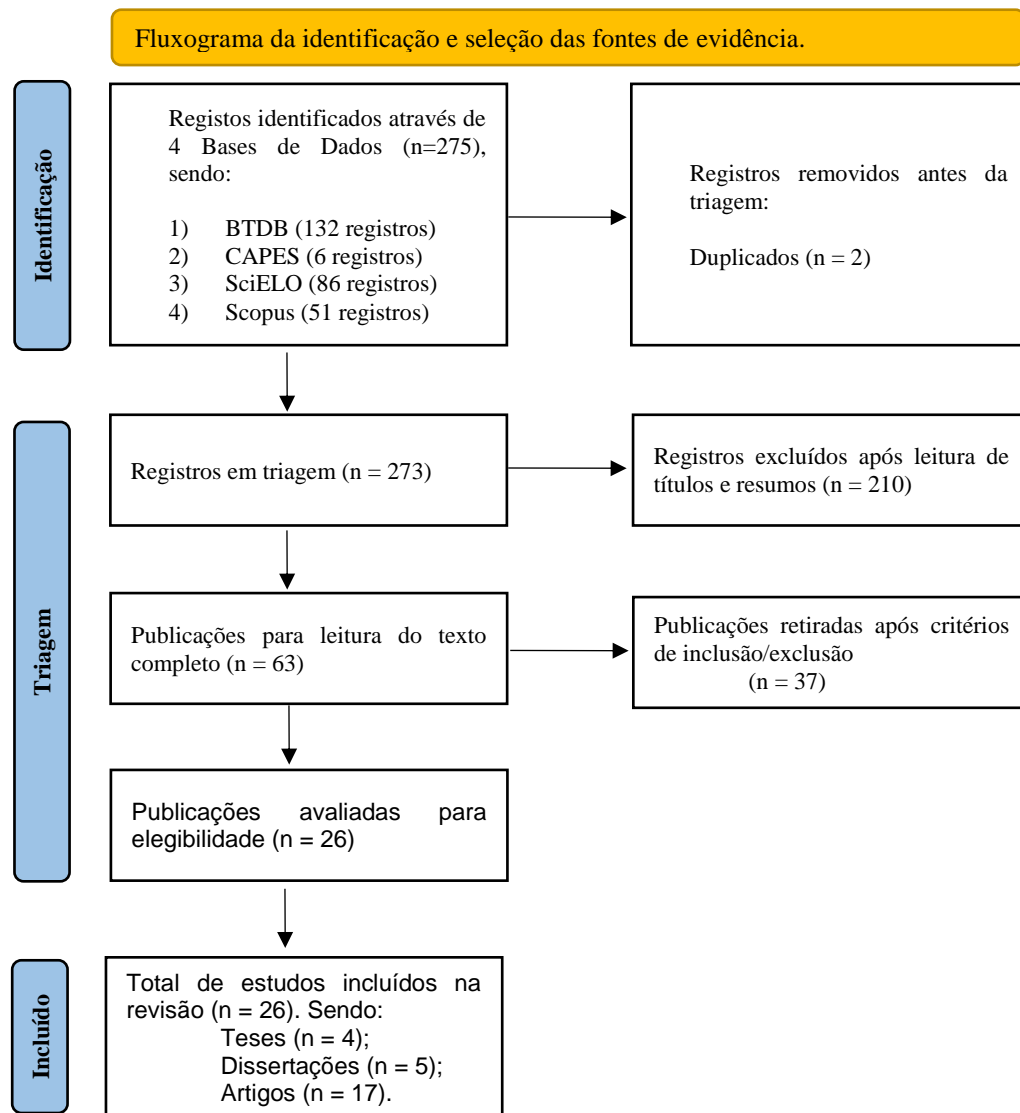 Fluxograma da identificação e seleção das fontes de evidência.
Identificação
Registos identificados através de
4 Bases de Dados (n=275),
sendo:
1) BTDB (132 registros)
2) CAPES (6 registros)
3) SciELO (86 registros)
4) Scopus (51 registros)
Registros removidos antes da
triagem:
Duplicados (n = 2)
Triagem
Registros em triagem (n = 273)
Registros excluídos após leitura de
títulos e resumos (n = 210)
Publicações para leitura do texto
completo (n = 63)
Publicações retiradas após critérios
de inclusão/exclusão
(n = 37)
Publicações avaliadas para
elegibilidade (n = 26)
Incluído
Total de estudos incluídos na
revisão (n = 26). Sendo:
Teses (n = 4);
Dissertações (n = 5);
Artigos (n = 17).